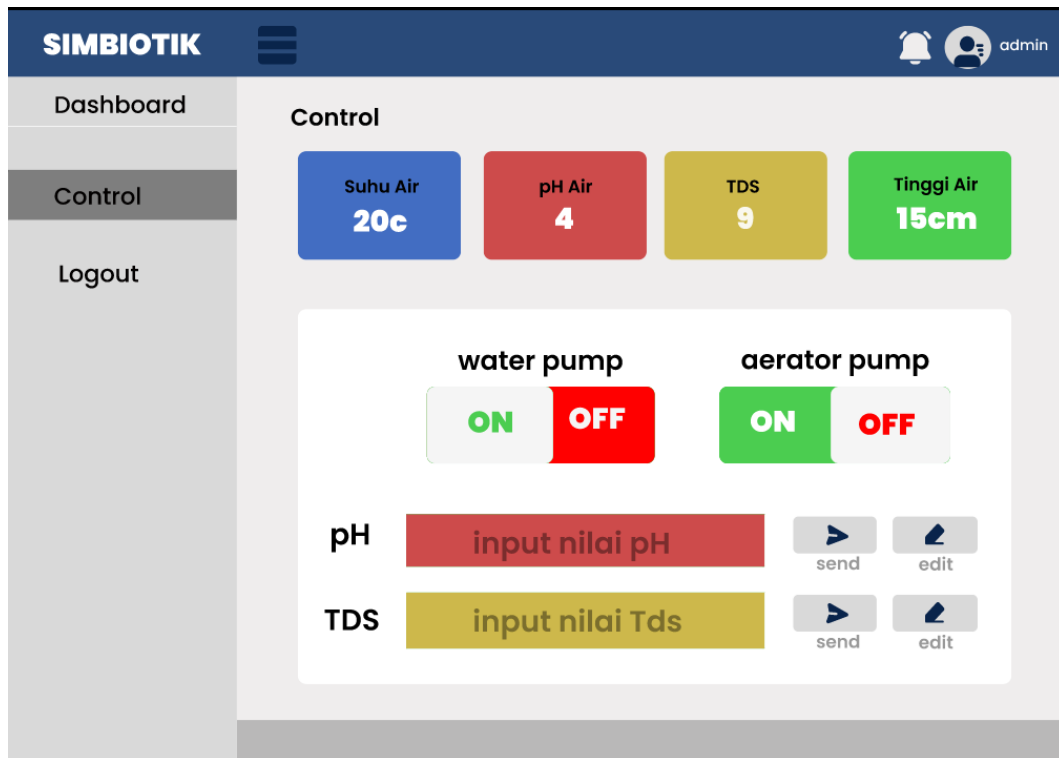 SIMBIOTIK
admin
Dashboard
Control
Logout
Control
Suhu Air
20c
pH Air
4
TDS
9
Tinggi Air
15cm
water pump
ON OFF
aerator pump
ON OFF
pH
input nilai pH
send
edit
TDS
input nilai Tds
send
edit